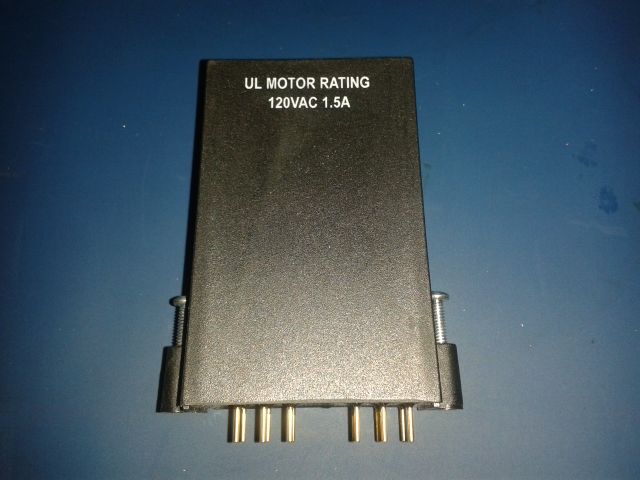 UL MOTOR RATING
120VAC 1.5A